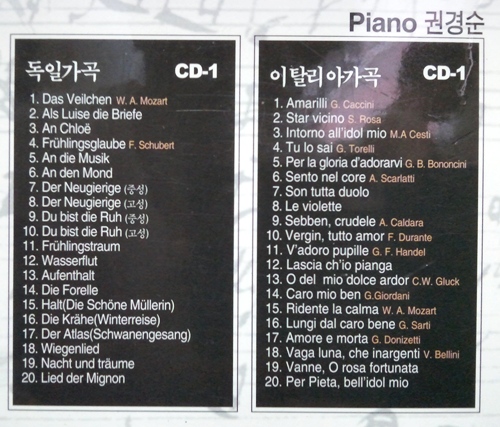 Piano 권경순
독일가곡 CD-1
1. Das Veilchen W. A. Mozart
2. Als Luise die Briefe
3. An Chloë
4. Frühlingsglaube F. Schubert
5. An die Musik
6. An den Mond
7. Der Neugierige (중성)
8. Der Neugierige (고성)
9. Du bist die Ruh (중성)
10. Du bist die Ruh (고성)
11. Frühlingstraum
12. Wasserflut
13. Aufenthalt
14. Die Forelle
15. Halt(Die Schöne Müllerin)
16. Die Krähe(Winterreise)
17. Der Atlas(Schwanengesang)
18. Wiegenlied
19. Nacht und träume
20. Lied der Mignon
이탈리아가곡 CD-1
1. Amarilli G. Caccini
2. Star vicino S. Rosa
3. Intorno all'idol mio M.A Cesti
4. Tu lo sai G. Torelli
5. Per la gloria d'adorarvi G. B. Bononcini
6. Sento nel core A. Scarlatti
7. Son tutta duolo
8. Le violette
9. Sebben, crudele A. Caldara
10. Vergin, tutto amor F. Durante
11. V'adoro pupille G. F. Handel
12. Lascia ch'io pianga
13. O del mio dolce ardor C.W. Gluck
14. Caro mio ben G.Giordani
15. Ridente la calma W. A. Mozart
16. Lungi dal caro bene G. Sarti
17. Amore e morta G. Donizetti
18. Vaga luna, che inargenti V. Bellini
19. Vanne, O rosa fortunata
20. Per Pieta, bell'idol mio